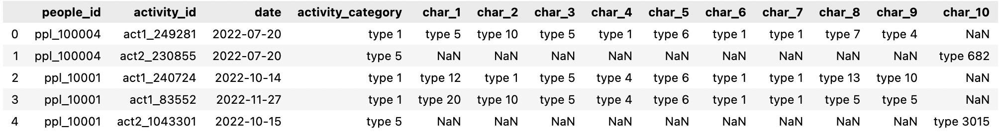 people_id activity_id date activity_category char_1 char_2 char_3 char_4 char_5 char_6 char_7 char_8 char_9 char_10
0 ppl_100004 act1_249281 2022-07-20 type 1 type 5 type 10 type 5 type 1 type 6 type 1 type 1 type 7 type 4 NaN
1 ppl_100004 act2_230855 2022-07-20 type 5 NaN NaN NaN NaN NaN NaN NaN NaN NaN type 682
2 ppl_10001 act1_240724 2022-10-14 type 1 type 12 type 1 type 5 type 4 type 6 type 1 type 1 type 13 type 10 NaN
3 ppl_10001 act1_83552 2022-11-27 type 1 type 20 type 10 type 5 type 4 type 6 type 1 type 1 type 5 type 5 NaN
4 ppl_10001 act2_1043301 2022-10-15 type 5 NaN NaN NaN NaN NaN NaN NaN NaN NaN type 3015